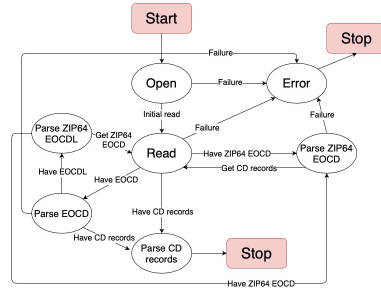 Start
Stop
Failure
Open
Failure
Error
Initial read
Failure
Failure
Parse ZIP64
EOCDL
Get ZIP64
EOCD
Read
Have ZIP64 EOCD
Get CD records
Parse ZIP64
EOCD
Have EOCDL
Have EOCD
Parse EOCD
Have CD records
Have CD records
Parse CD
records
Stop
Have ZIP64 EOCD